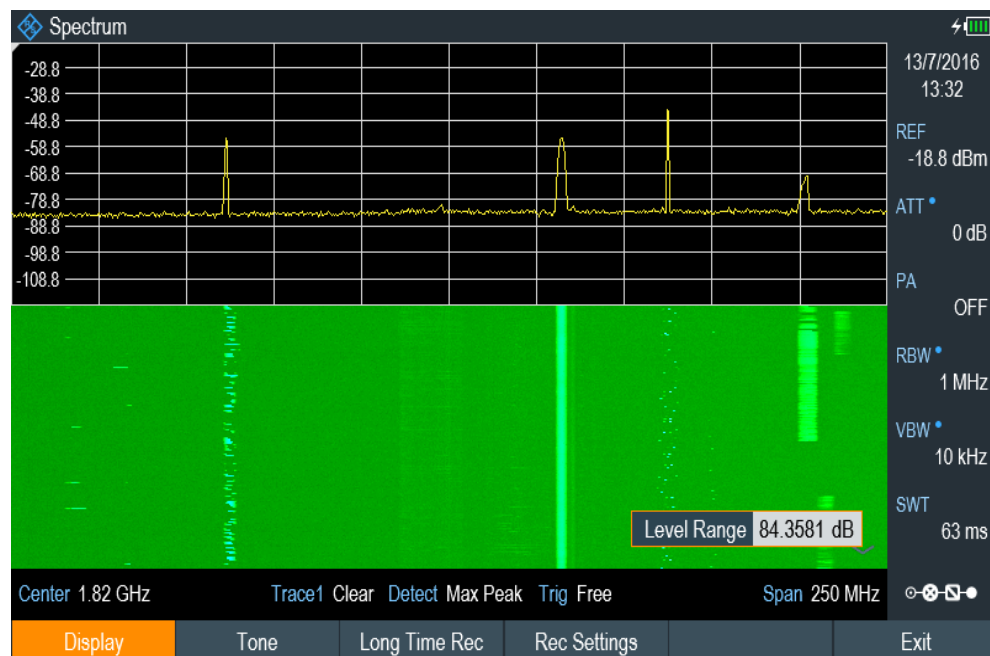 Spectrum
13/7/2016
13:32
-28.8
-38.8
-48.8
-58.8
-68.8
-78.8
-88.8
-98.8
-108.8
REF
-18.8 dBm
ATT
0 dB
PA
OFF
RBW
1 MHz
VBW
10 kHz
SWT
63 ms
Level Range 84.3581 dB
Center 1.82 GHz Trace1 Clear Detect Max Peak Trig Free Span 250 MHz
Display Tone Long Time Rec Rec Settings Exit